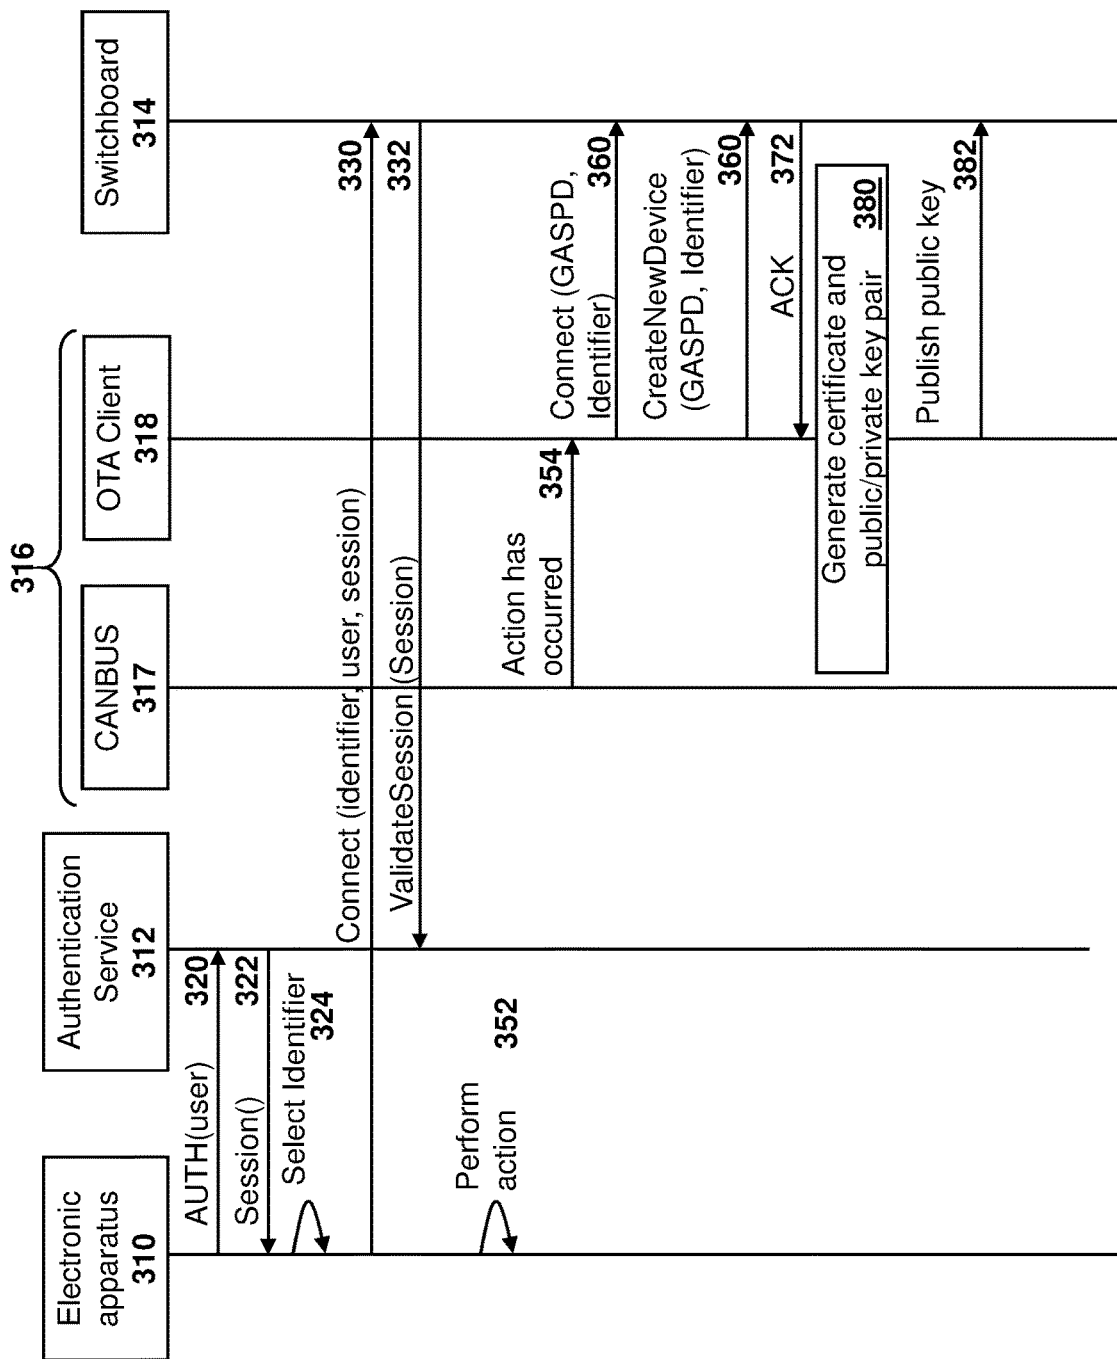 316
Electronic
apparatus
310
Authentication
Service
312
CANBUS
317
OTA Client
318
Switchboard
314
AUTH(user)
320
Session()
322
Select Identifier
324
Connect (identifier, user, session)
330
ValidateSession (Session)
332
Perform
action
352
Action has
occurred
354
Connect (GASPD,
Identifier)
360
CreateNewDevice
(GASPD, Identifier)
360
ACK
372
Generate certificate and
public/private key pair 380
Publish public key
382